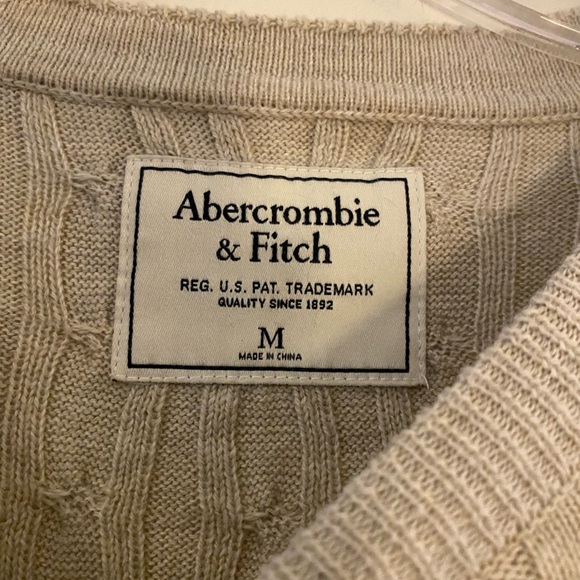 Abercrombie
& Fitch
REG. U.S. PAT. TRADEMARK
QUALITY SINCE 1892
M
MADE IN CHINA